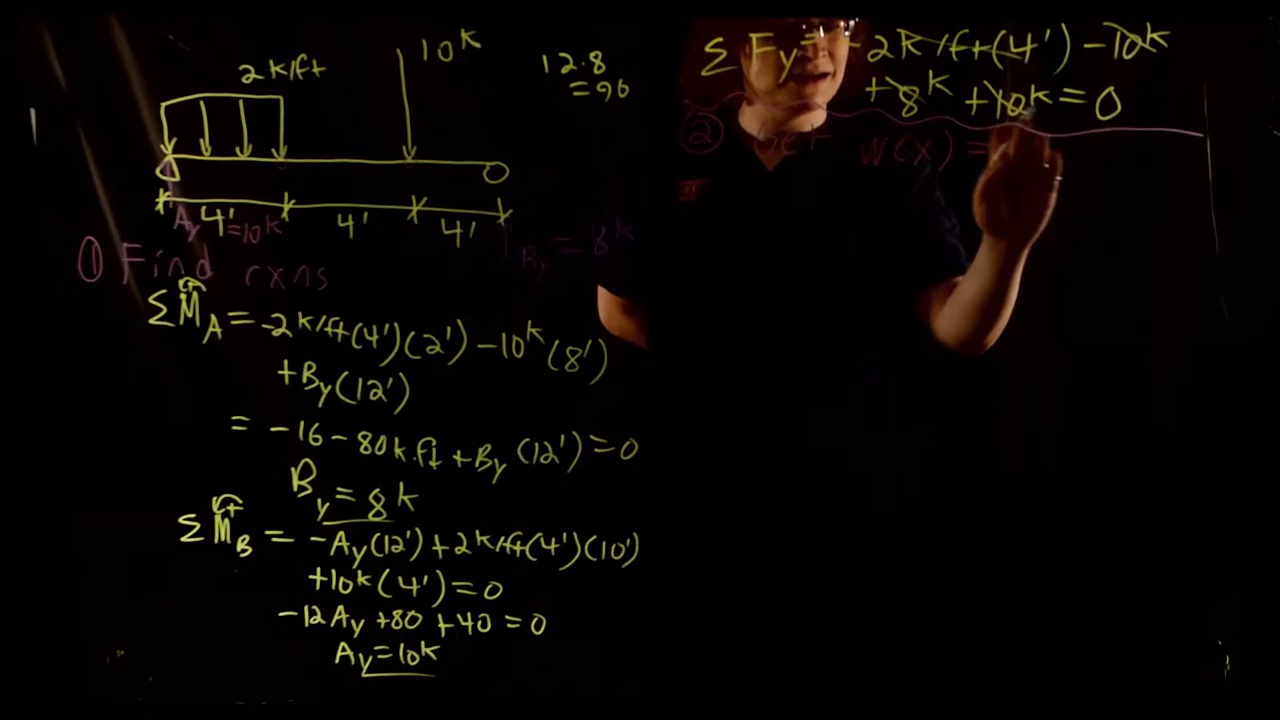 2k/ft
10k
12.8
=96
4'
4'
4'
Ay=10k
By = 8k
① Find rxns
ΣMA = -2k/ft(4')(2') -10k(8')
+By(12')
= -16 - 80k.ft +By (12') = 0
By = 8k
ΣMB = -Ay(12') +2k/ft(4')(10')
+10k(4') = 0
-12Ay +80 +40 = 0
Ay=10k
ΣFy = -2k/ft(4') -10k
+8k +10k = 0
② Get w(x) =